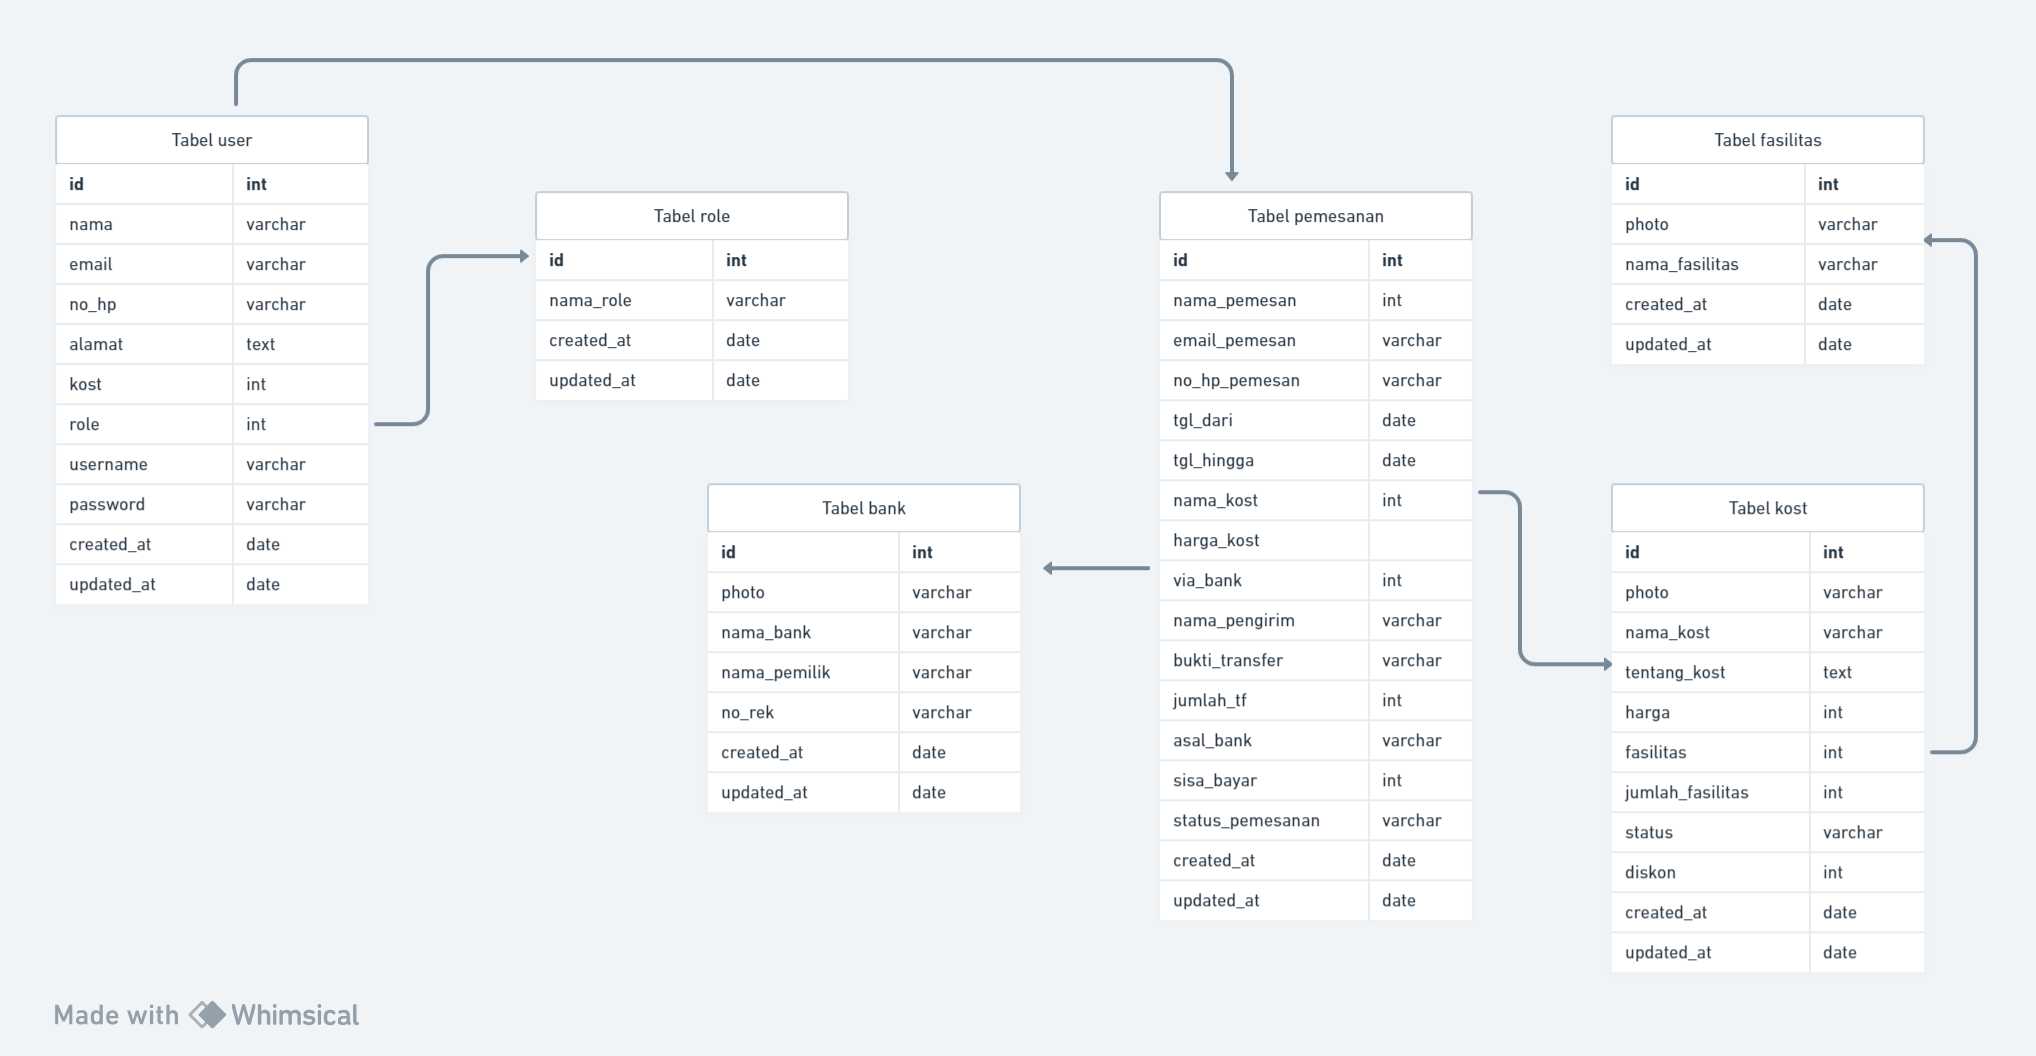 Tabel user
id int
nama varchar
email varchar
no_hp varchar
alamat text
kost int
role int
username varchar
password varchar
created_at date
updated_at date
Tabel role
id int
nama_role varchar
created_at date
updated_at date
Tabel bank
id int
photo varchar
nama_bank varchar
nama_pemilik varchar
no_rek varchar
created_at date
updated_at date
Tabel pemesanan
id int
nama_pemesan int
email_pemesan varchar
no_hp_pemesan varchar
tgl_dari date
tgl_hingga date
nama_kost int
harga_kost
via_bank int
nama_pengirim varchar
bukti_transfer varchar
jumlah_tf int
asal_bank varchar
sisa_bayar int
status_pemesanan varchar
created_at date
updated_at date
Tabel fasilitas
id int
photo varchar
nama_fasilitas varchar
created_at date
updated_at date
Tabel kost
id int
photo varchar
nama_kost varchar
tentang_kost text
harga int
fasilitas int
jumlah_fasilitas int
status varchar
diskon int
created_at date
updated_at date
Made with Whimsical